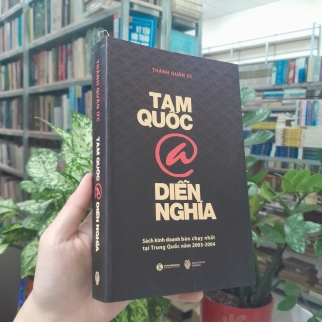 THÀNH QUÂN ỨC
TAM QUỐC @ DIỄN NGHĨA
THÀNH QUÂN ỨC
TAM
QUỐC
@
DIỄN
NGHĨA
Sách kinh doanh bán chạy nhất
tại Trung Quốc năm 2003-2004